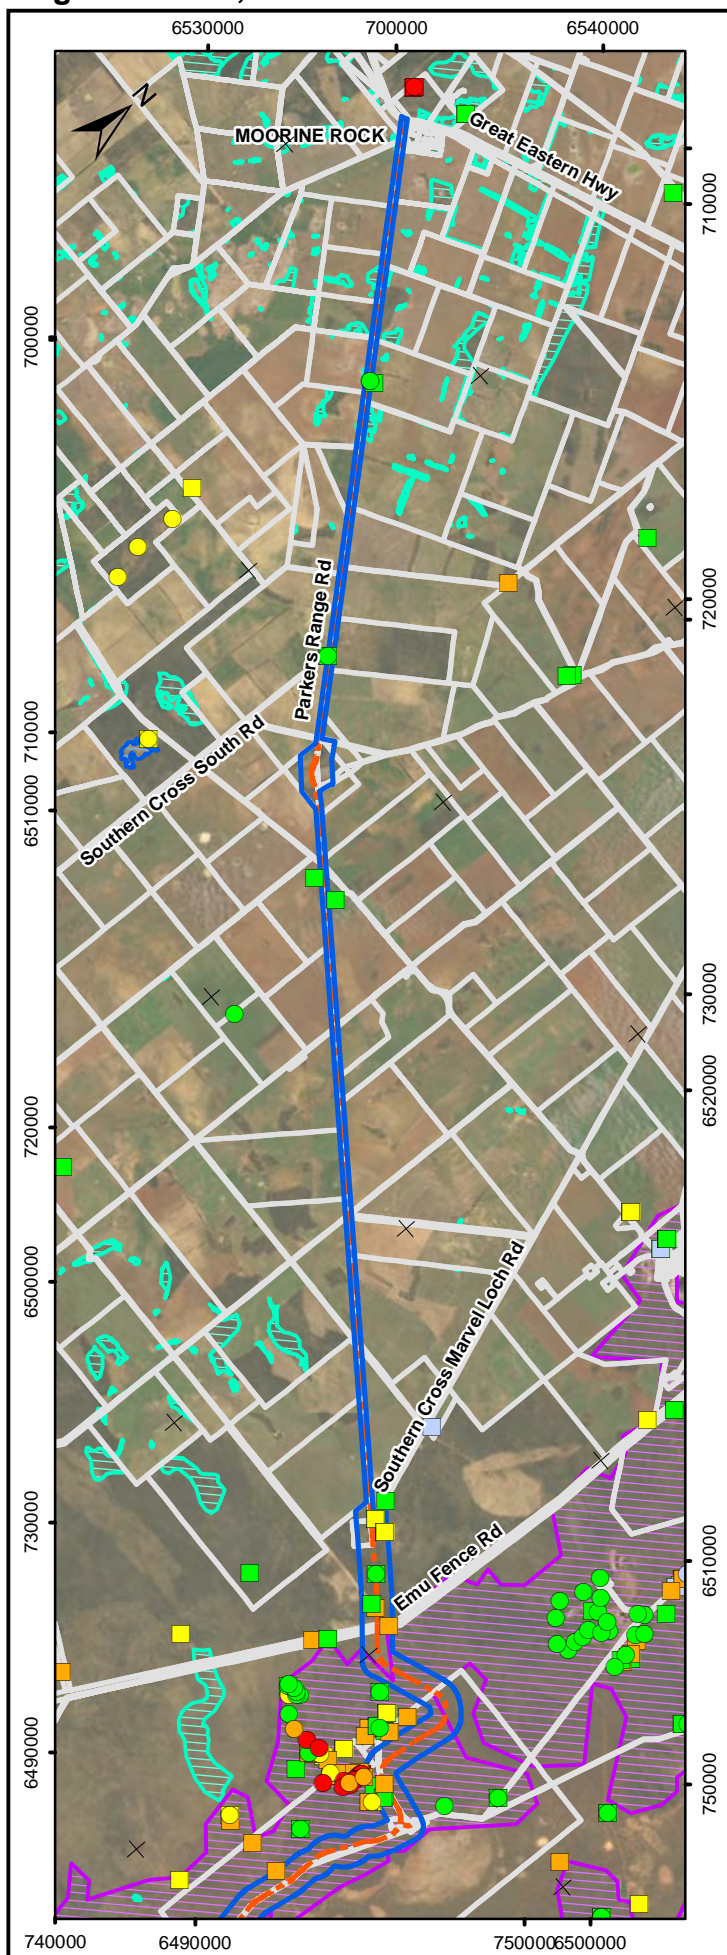 6530000
700000
6540000
N
MOORINE ROCK
Great Eastern Hwy
710000
700000
Parkers Range Rd
720000
710000
Southern Cross South Rd
6510000
730000
6520000
720000
6500000
Southern Cross Marvel Loch Rd
730000
Emu Fence Rd
6510000
6490000
750000
740000
6490000
750000
6500000